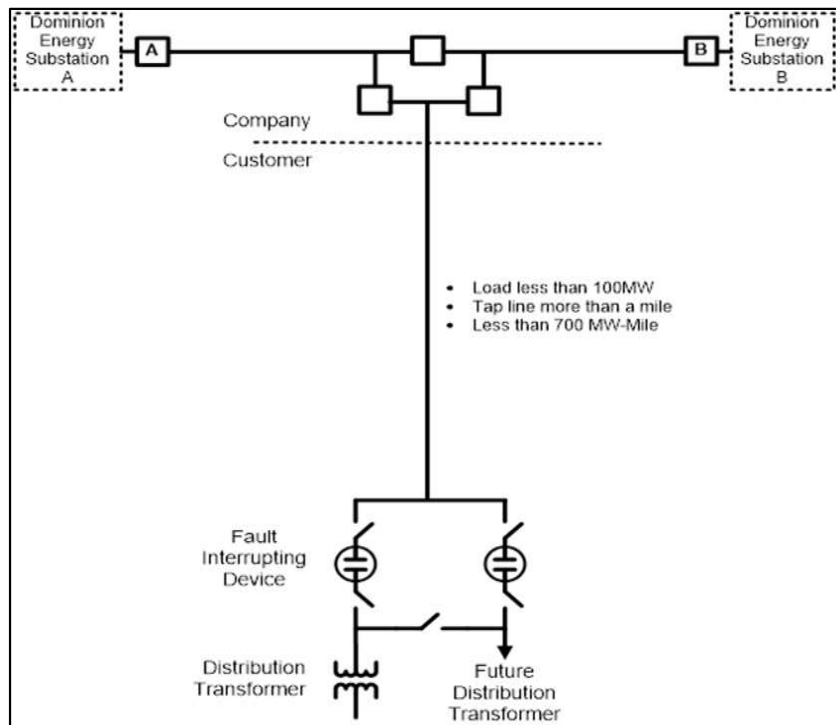 Dominion
Energy
Substation
A
A
B
Dominion
Energy
Substation
B
Company
Customer
• Load less than 100MW
• Tap line more than a mile
• Less than 700 MW-Mile
Fault
Interrupting
Device
Distribution
Transformer
Future
Distribution
Transformer